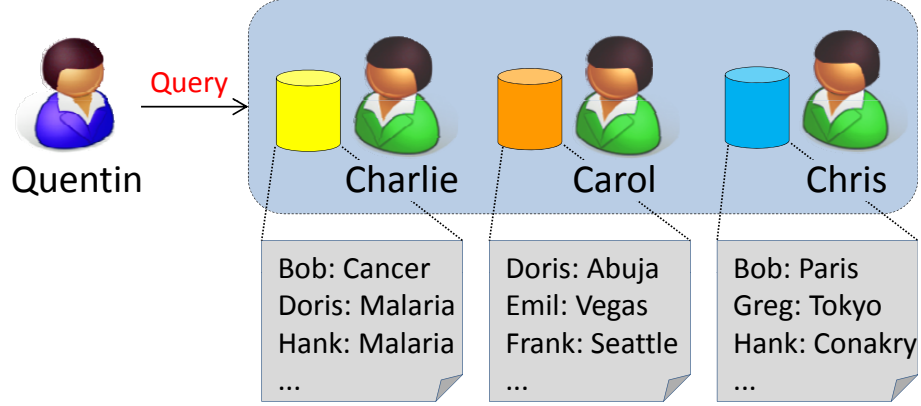 Query
Quentin
Charlie
Carol
Chris
Bob: Cancer
Doris: Malaria
Hank: Malaria
...
Doris: Abuja
Emil: Vegas
Frank: Seattle
...
Bob: Paris
Greg: Tokyo
Hank: Conakry
...